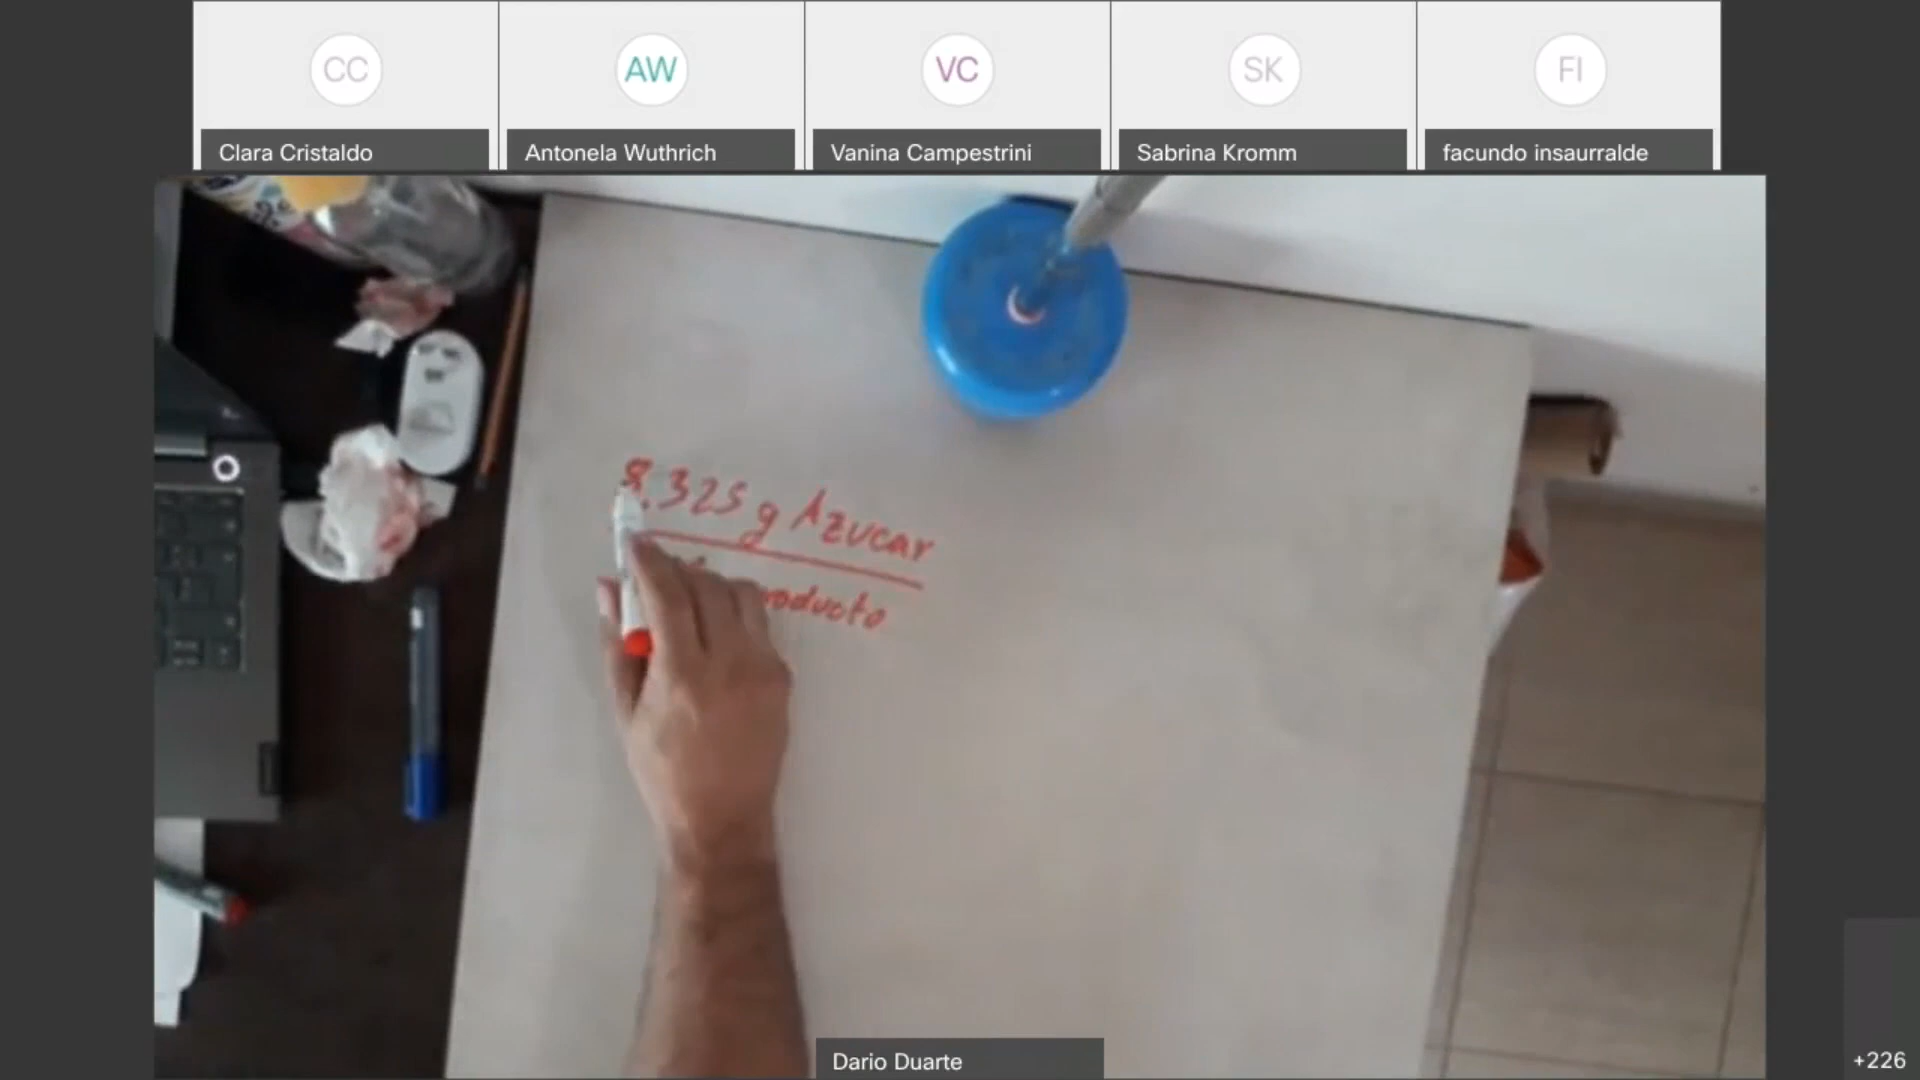 CC
AW
VC
SK
FI
Clara Cristaldo
Antonela Wuthrich
Vanina Campestrini
Sabrina Kromm
facundo insaurralde
8.325 g Azucar
Dario Duarte
+226